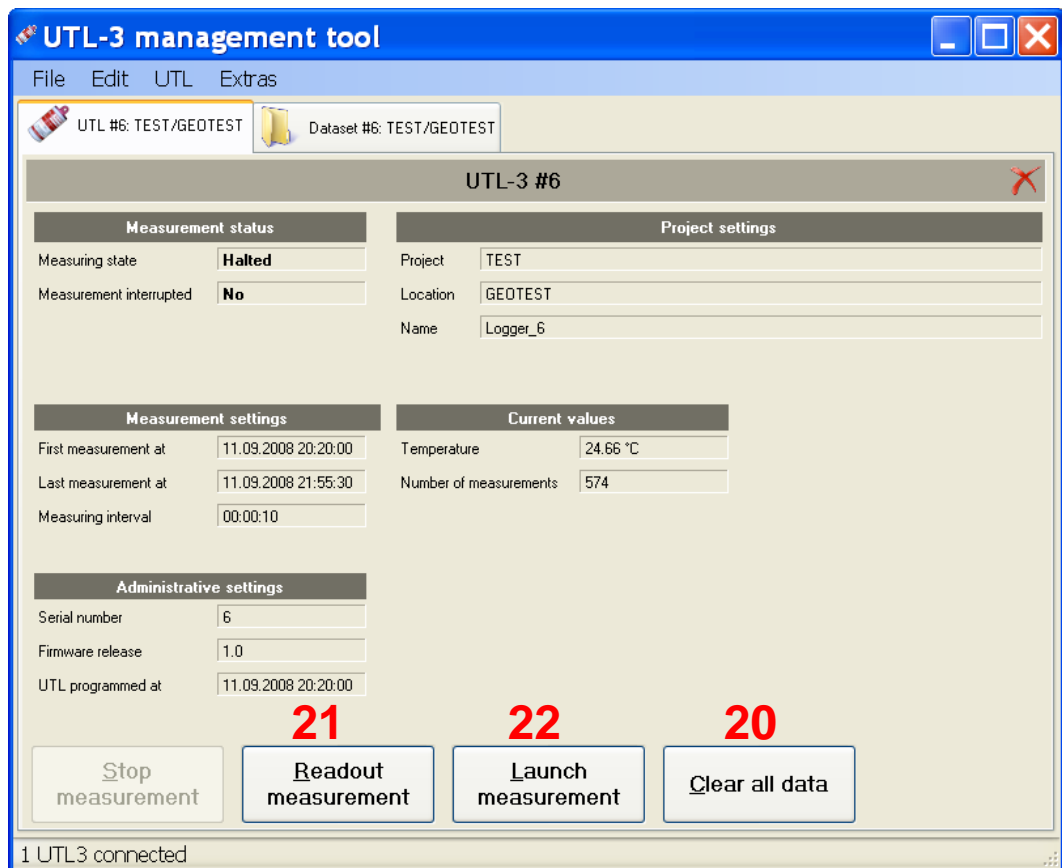 UTL-3 management tool
File Edit UTL Extras
UTL #6: TEST/GEOTEST Dataset #6: TEST/GEOTEST
UTL-3 #6
Measurement status
Measuring state Halted
Measurement interrupted No
Project settings
Project TEST
Location GEOTEST
Name Logger_6
Measurement settings
First measurement at 11.09.2008 20:20:00
Last measurement at 11.09.2008 21:55:30
Measuring interval 00:00:10
Current values
Temperature 24.66 °C
Number of measurements 574
Administrative settings
Serial number 6
Firmware release 1.0
UTL programmed at 11.09.2008 20:20:00
21 22 20
Stop
measurement
Readout
measurement
Launch
measurement
Clear all data
1 UTL3 connected